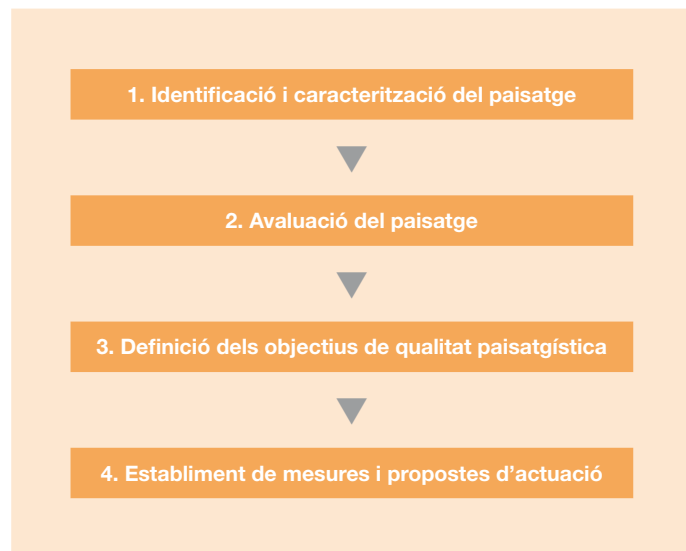 1. Identificació i caracterització del paisatge
2. Avaluació del paisatge
3. Definició dels objectius de qualitat paisatgística
4. Establiment de mesures i propostes d’actuació